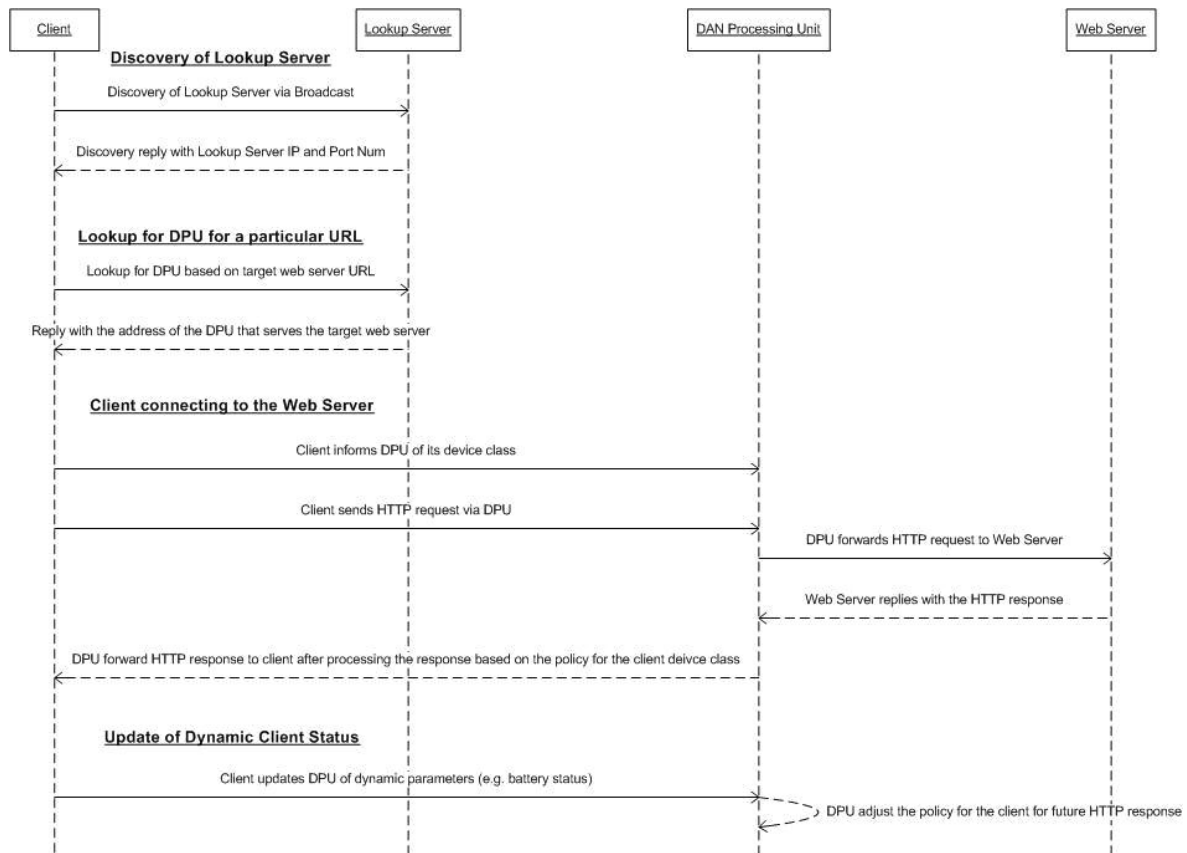 Client
Lookup Server
DAN Processing Unit
Web Server
Discovery of Lookup Server
Discovery of Lookup Server via Broadcast
Discovery reply with Lookup Server IP and Port Num
Lookup for DPU for a particular URL
Lookup for DPU based on target web server URL
Reply with the address of the DPU that serves the target web server
Client connecting to the Web Server
Client informs DPU of its device class
Client sends HTTP request via DPU
DPU forwards HTTP request to Web Server
Web Server replies with the HTTP response
DPU forward HTTP response to client after processing the response based on the policy for the client deivce class
Update of Dynamic Client Status
Client updates DPU of dynamic parameters (e.g. battery status)
DPU adjust the policy for the client for future HTTP response